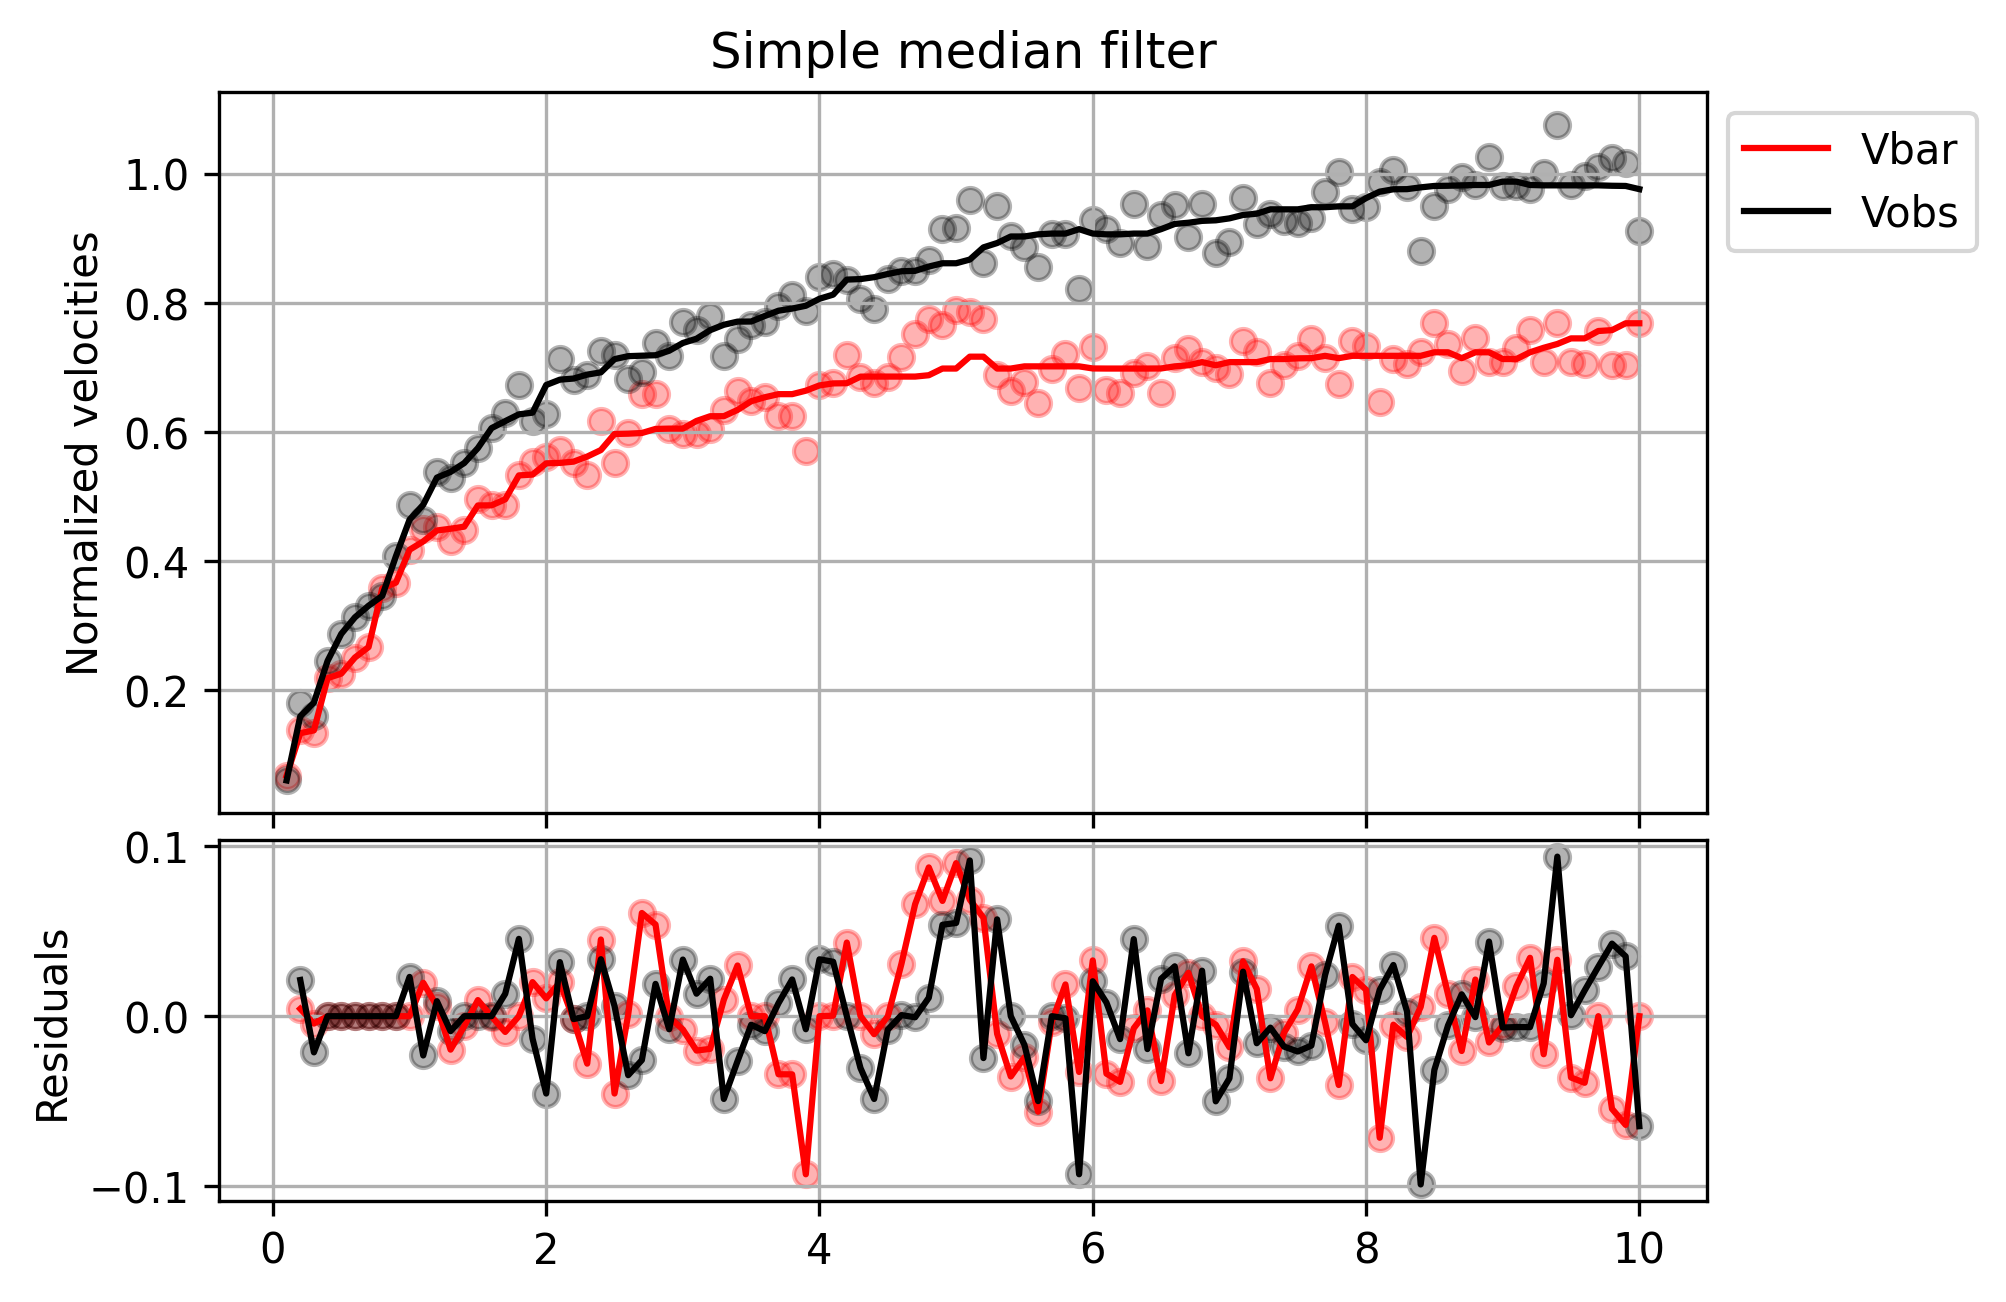 Simple median filter
Normalized velocities
1.0
0.8
0.6
0.4
0.2
Vbar
Vobs
Residuals
0.1
0.0
−0.1
0 2 4 6 8 10